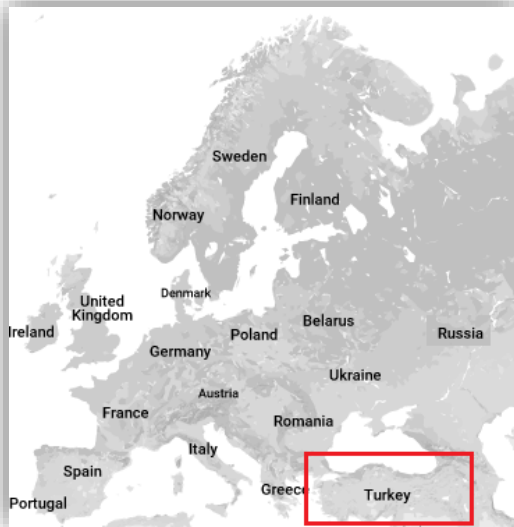 Sweden
Finland
Norway
Denmark
United
Kingdom
Ireland
Belarus
Poland
Russia
Germany
Ukraine
Austria
France
Romania
Italy
Spain
Greece
Turkey
Portugal